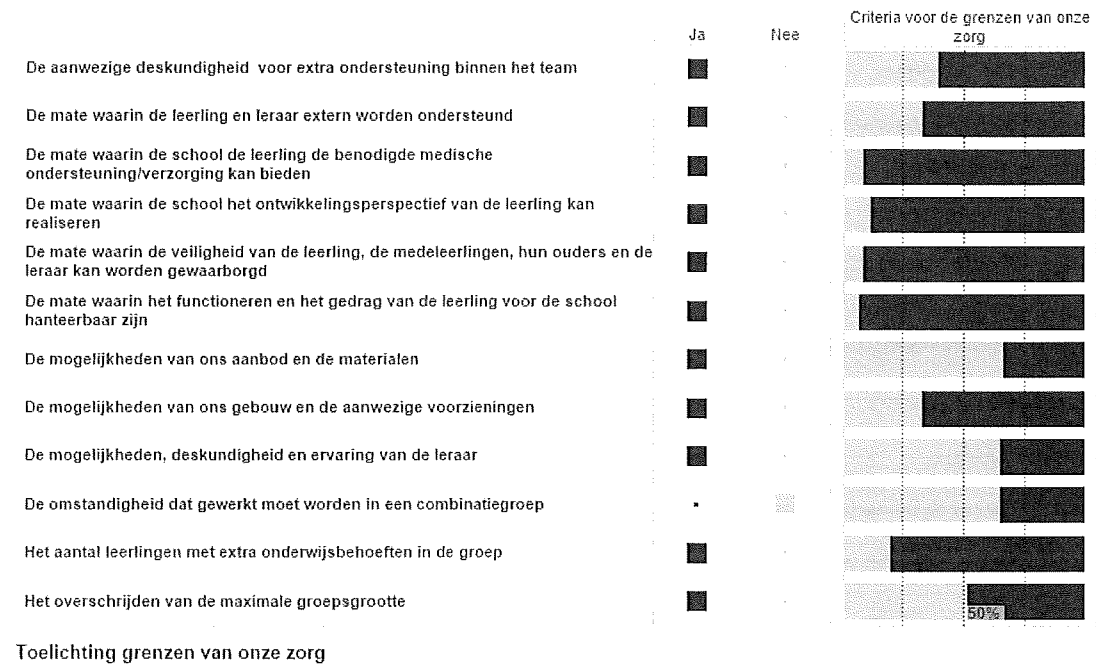 Criteria voor de grenzen van onze
zorg
Ja Nee
De aanwezige deskundigheid voor extra ondersteuning binnen het team
De mate waarin de leerling en leraar extern worden ondersteund
De mate waarin de school de leerling de benodigde medische
ondersteuning/verzorging kan bieden
De mate waarin de school het ontwikkelingsperspectief van de leerling kan
realiseren
De mate waarin de veiligheid van de leerling, de medeleerlingen, hun ouders en de
leraar kan worden gewaarborgd
De mate waarin het functioneren en het gedrag van de leerling voor de school
hanteerbaar zijn
De mogelijkheden van ons aanbod en de materialen
De mogelijkheden van ons gebouw en de aanwezige voorzieningen
De mogelijkheden, deskundigheid en ervaring van de leraar
De omstandigheid dat gewerkt moet worden in een combinatiegroep
Het aantal leerlingen met extra onderwijsbehoeften in de groep
Het overschrijden van de maximale groepsgrootte
50%
Toelichting grenzen van onze zorg